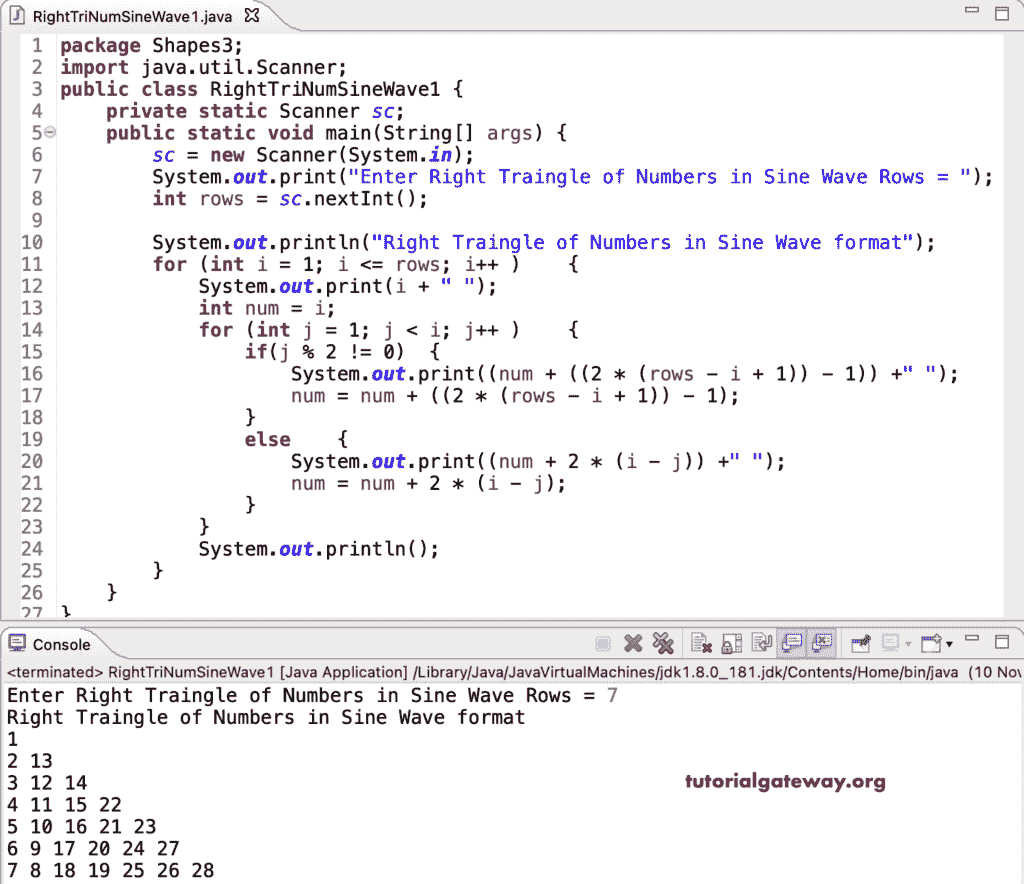 RightTriNumSineWave1.java
1 package Shapes3;
2 import java.util.Scanner;
3 public class RightTriNumSineWave1 {
4     private static Scanner sc;
5     public static void main(String[] args) {
6         sc = new Scanner(System.in);
7         System.out.print("Enter Right Traingle of Numbers in Sine Wave Rows = ");
8         int rows = sc.nextInt();
9
10         System.out.println("Right Traingle of Numbers in Sine Wave format");
11         for (int i = 1; i <= rows; i++ )    {
12             System.out.print(i + " ");
13             int num = i;
14             for (int j = 1; j < i; j++ )    {
15                 if(j % 2 != 0)  {
16                     System.out.print((num + ((2 * (rows - i + 1)) - 1)) +" ");
17                     num = num + ((2 * (rows - i + 1)) - 1);
18                 }
19                 else    {
20                     System.out.print((num + 2 * (i - j)) +" ");
21                     num = num + 2 * (i - j);
22                 }
23             }
24             System.out.println();
25         }
26     }
27 }
Console
<terminated> RightTriNumSineWave1 [Java Application] /Library/Java/JavaVirtualMachines/jdk1.8.0_181.jdk/Contents/Home/bin/java (10 Nov
Enter Right Traingle of Numbers in Sine Wave Rows = 7
Right Traingle of Numbers in Sine Wave format
1
2 13
3 12 14
4 11 15 22
5 10 16 21 23
6 9 17 20 24 27
7 8 18 19 25 26 28
tutorialgateway.org